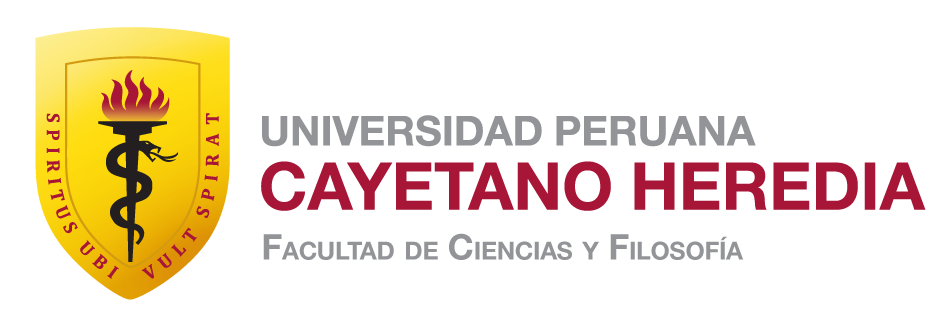 SPIRITUS UBI VULT SPIRAT
UNIVERSIDAD PERUANA
CAYETANO HEREDIA
FACULTAD DE CIENCIAS Y FILOSOFÍA